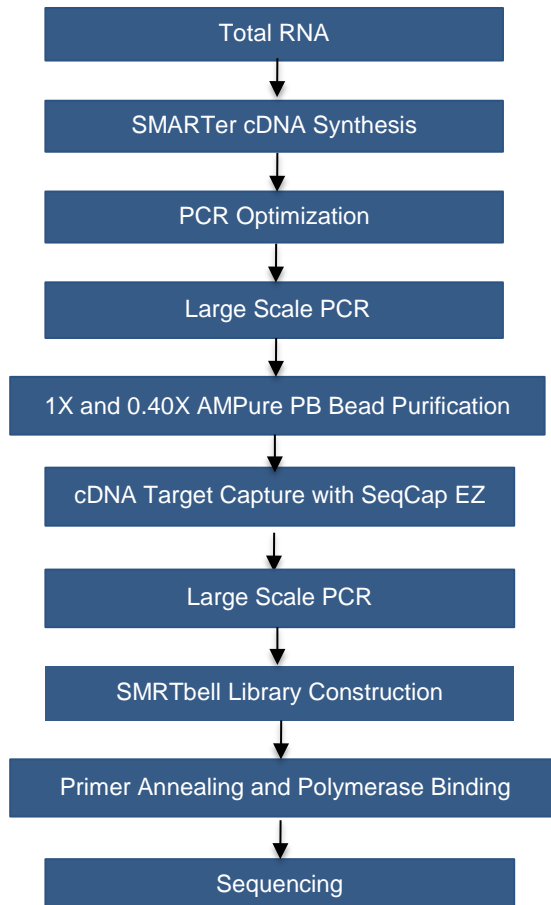 Total RNA
SMARTer cDNA Synthesis
PCR Optimization
Large Scale PCR
1X and 0.40X AMPure PB Bead Purification
cDNA Target Capture with SeqCap EZ
Large Scale PCR
SMRTbell Library Construction
Primer Annealing and Polymerase Binding
Sequencing